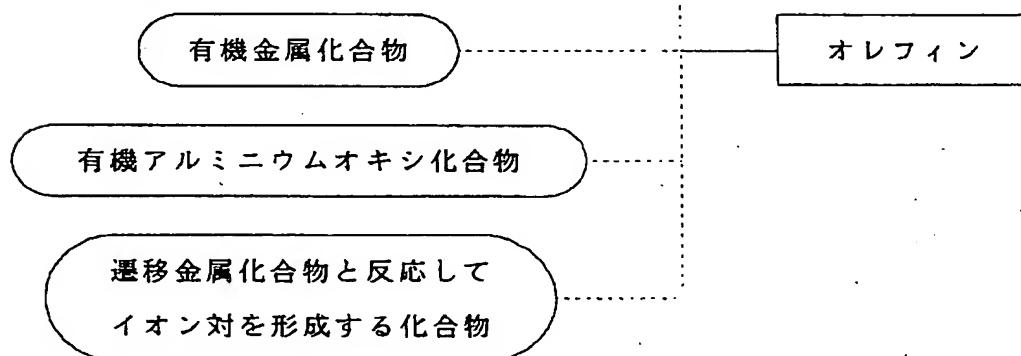 有機金属化合物
オレフィン
有機アルミニウムオキシ化合物
遷移金属化合物と反応して
イオン対を形成する化合物